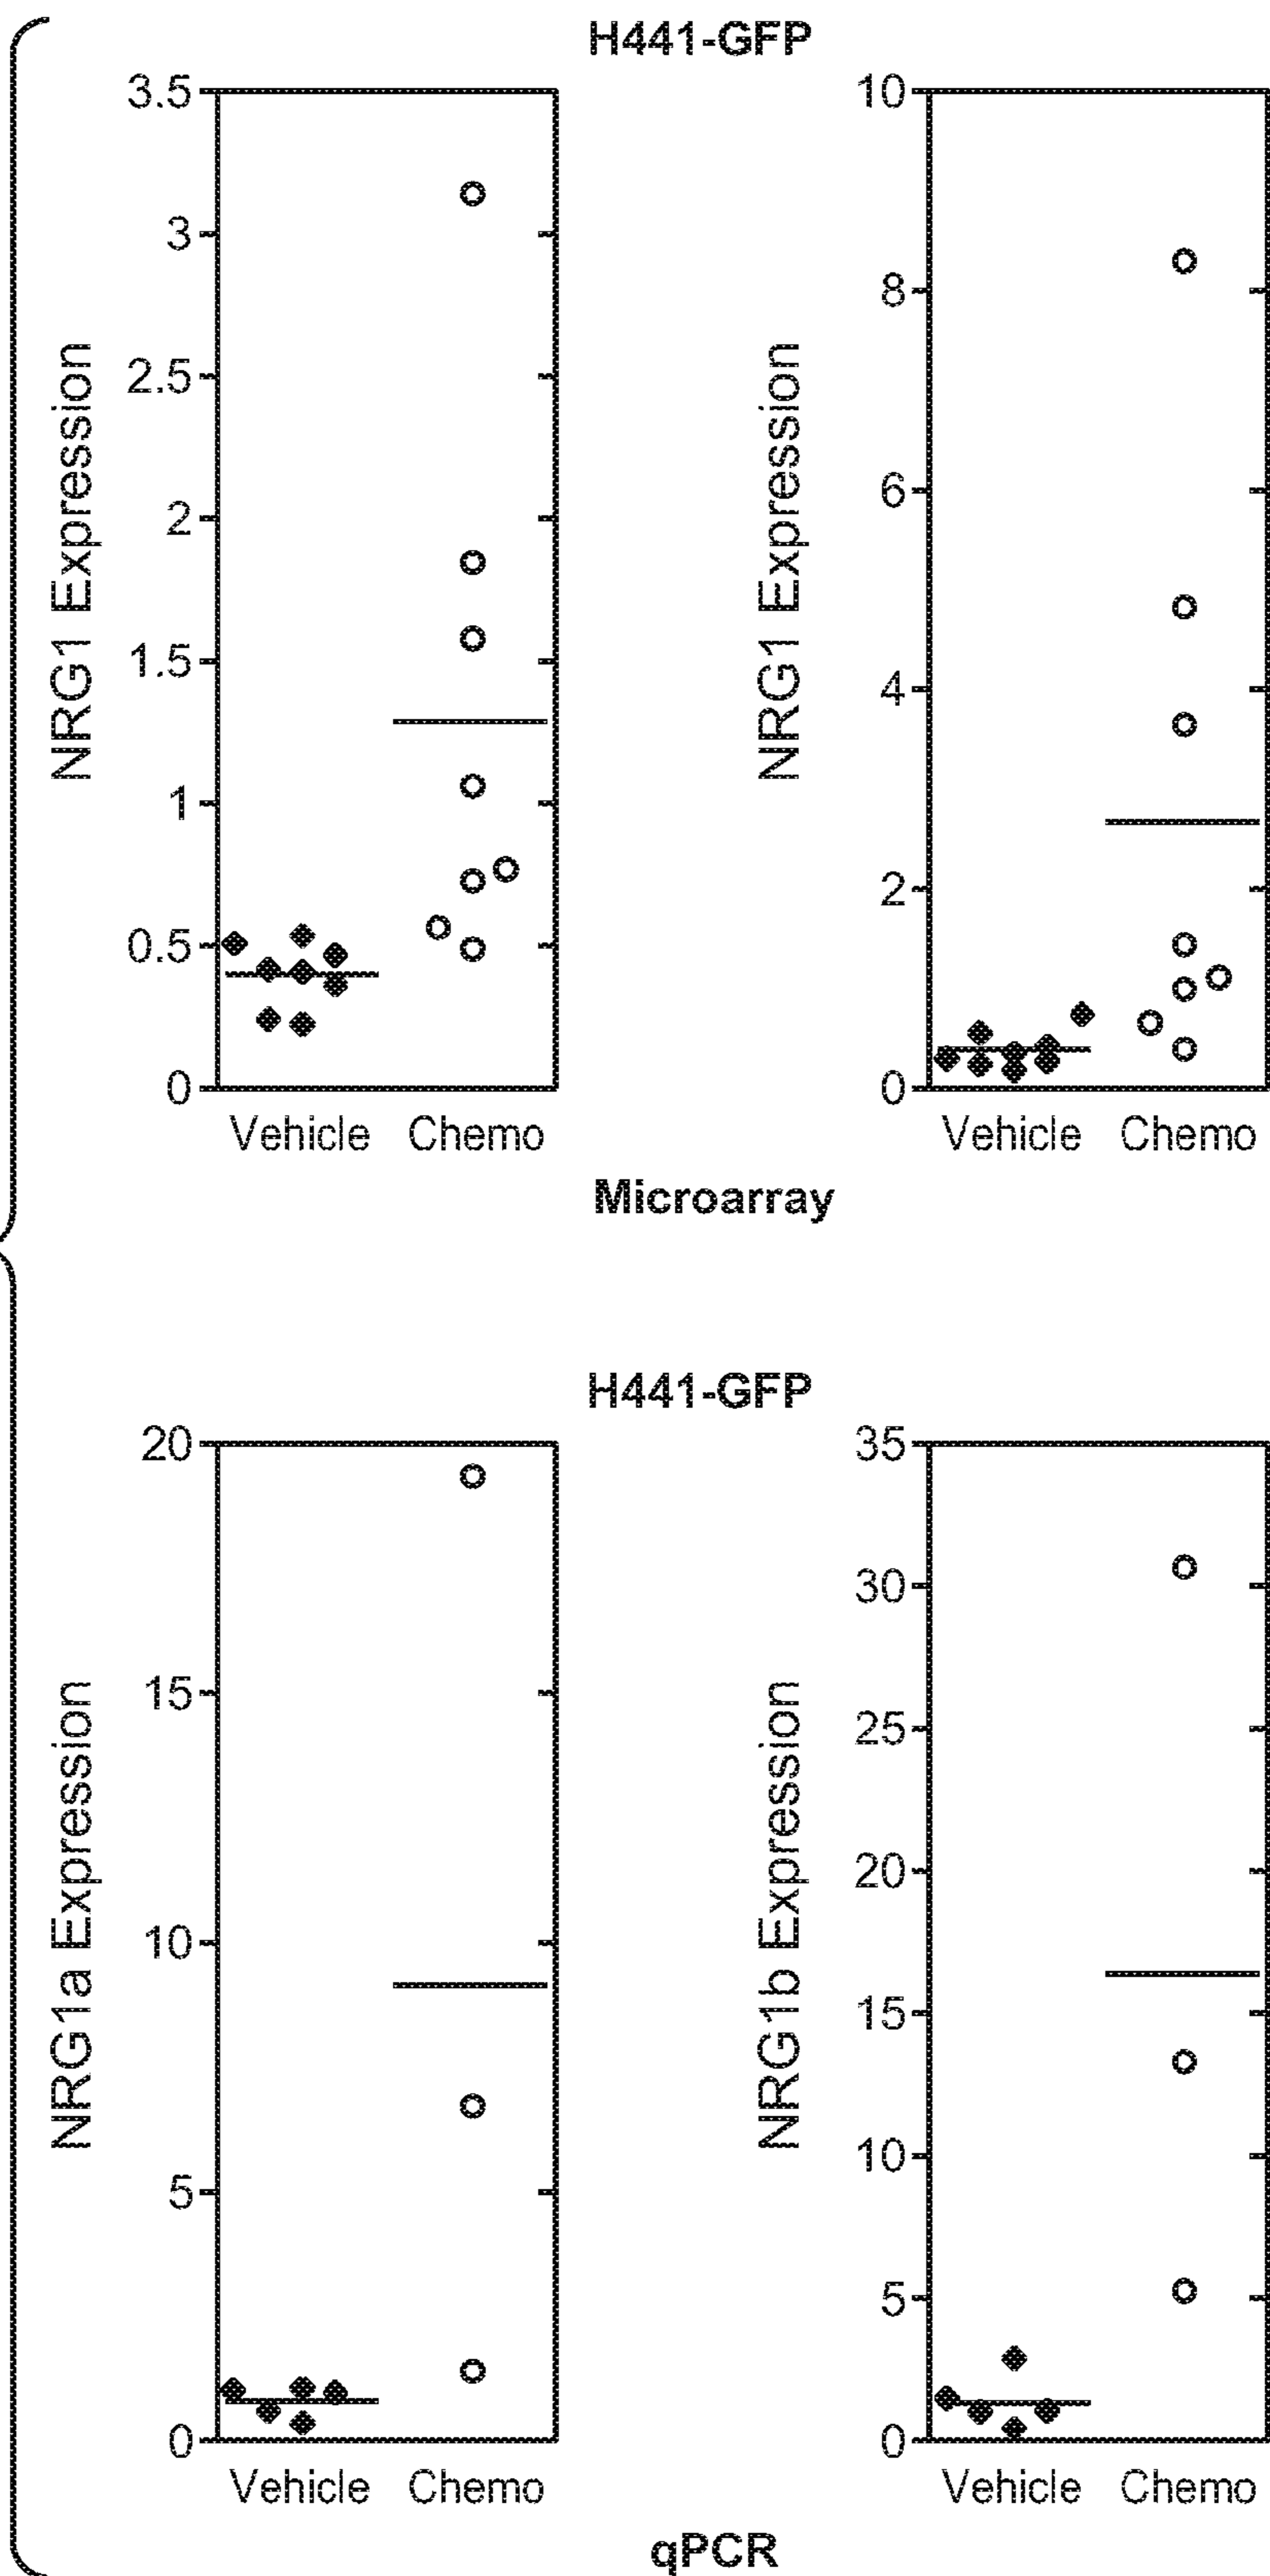 H441-GFP
NRG1 Expression
3.5
3
2.5
2
1.5
1
0.5
0
Vehicle Chemo
NRG1 Expression
10
8
6
4
2
0
Vehicle Chemo
Microarray
H441-GFP
NRG1a Expression
20
15
10
5
0
Vehicle Chemo
NRG1b Expression
35
30
25
20
15
10
5
0
Vehicle Chemo
qPCR